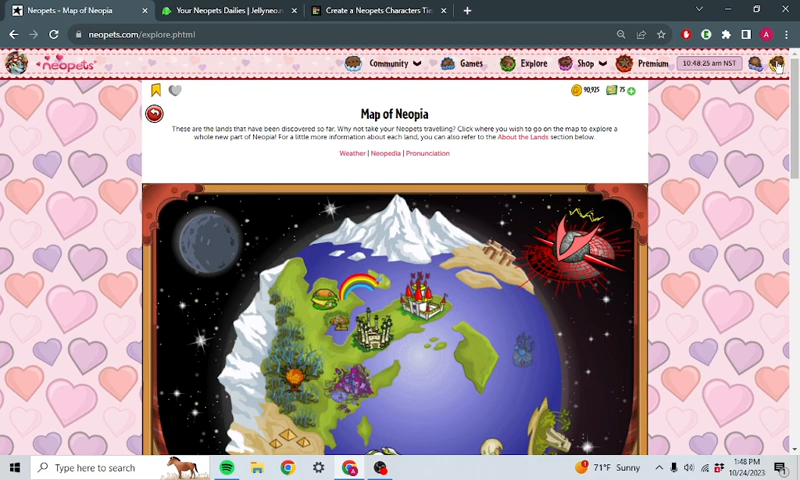 Neopets - Map of Neopia
Your Neopets Dailies | Jellyneo.n
Create a Neopets Characters Tie
neopets.com/explore.phtml
A
neopets
Community
Games
Explore
Shop
Premium
10:48:25 am NST
90,925
75
Map of Neopia
These are the lands that have been discovered so far. Why not take your Neopets travelling? Click where you wish to go on the map to explore a
whole new part of Neopia! For a little more information about each land, you can also refer to the About the Lands section below.
Weather | Neopedia | Pronunciation
Type here to search
71°F Sunny
1:48 PM
10/24/2023